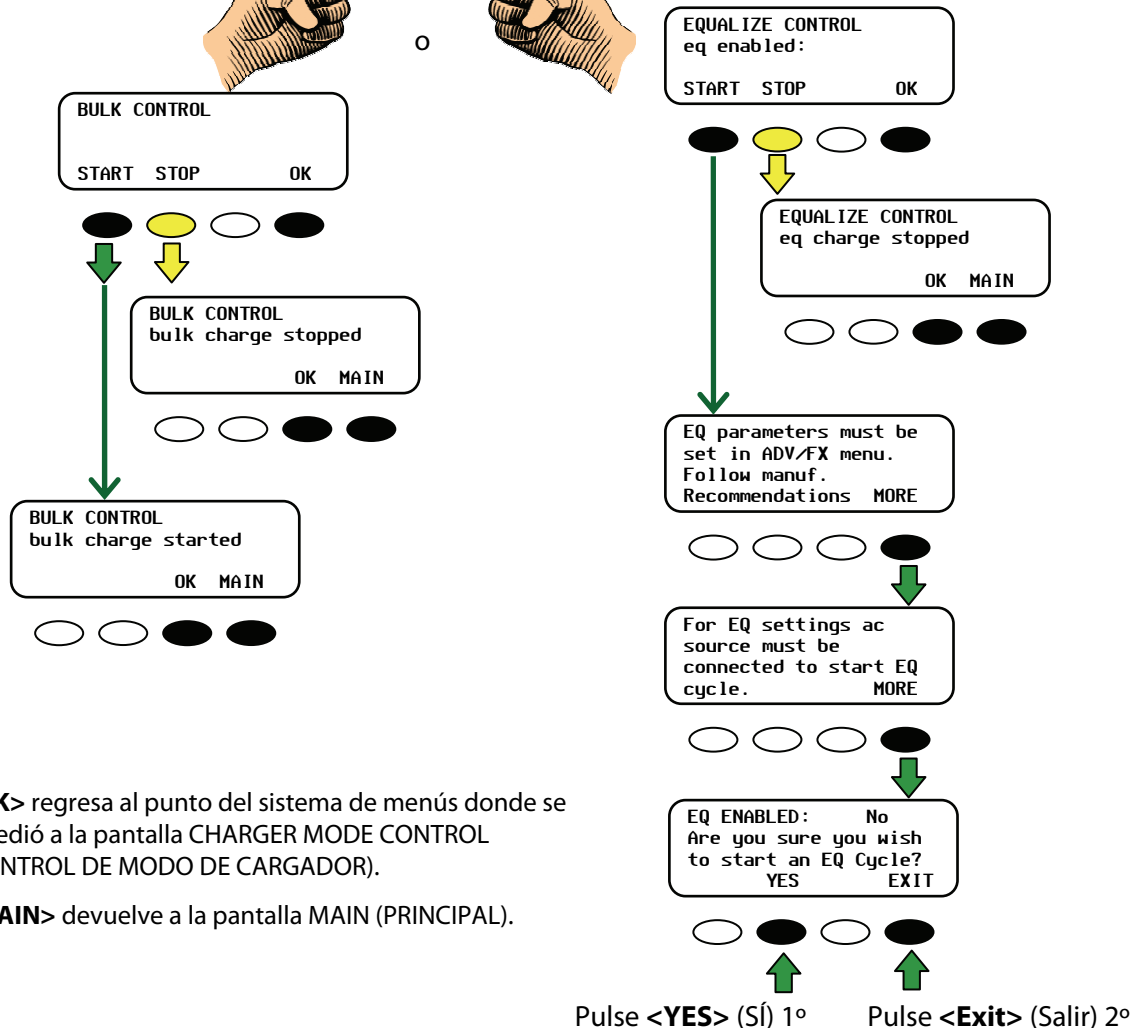 o
BULK CONTROL
START STOP OK
BULK CONTROL
bulk charge stopped
OK MAIN
BULK CONTROL
bulk charge started
OK MAIN
EQUALIZE CONTROL
eq enabled:
START STOP OK
EQUALIZE CONTROL
eq charge stopped
OK MAIN
EQ parameters must be
set in ADV/FX menu.
Follow manuf.
Recommendations MORE
For EQ settings ac
source must be
connected to start EQ
cycle. MORE
EQ ENABLED: No
Are you sure you wish
to start an EQ Cycle?
YES EXIT
Pulse <YES> (SÍ) 1º Pulse <Exit> (Salir) 2º
K> regresa al punto del sistema de menús donde se
edió a la pantalla CHARGER MODE CONTROL
NTROL DE MODO DE CARGADOR).
AIN> devuelve a la pantalla MAIN (PRINCIPAL).